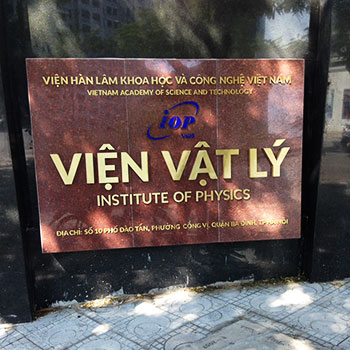 VIỆN HÀN LÂM KHOA HỌC VÀ CÔNG NGHỆ VIỆT NAM
VIETNAM ACADEMY OF SCIENCE AND TECHNOLOGY
iOP
VIỆN VẬT LÝ
INSTITUTE OF PHYSICS
ĐỊA CHỈ: SỐ 10 PHỐ ĐÀO TẤN, PHƯỜNG CỐNG VỊ, QUẬN BA ĐÌNH, TP HÀ NỘI